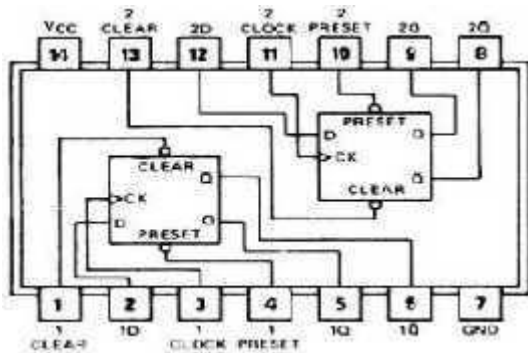 2 2 2
VCC CLEAR 2D CLOCK PRESET 2Q 2Q̅
14 13 12 11 10 9 8
D PRESET Q
CK
CLEAR Q̅
CLEAR Q̅
CK
D PRESET Q
1 2 3 4 5 6 7
1 1D 1 1 1Q 1Q̅ GND
CLEAR CLOCK PRESET